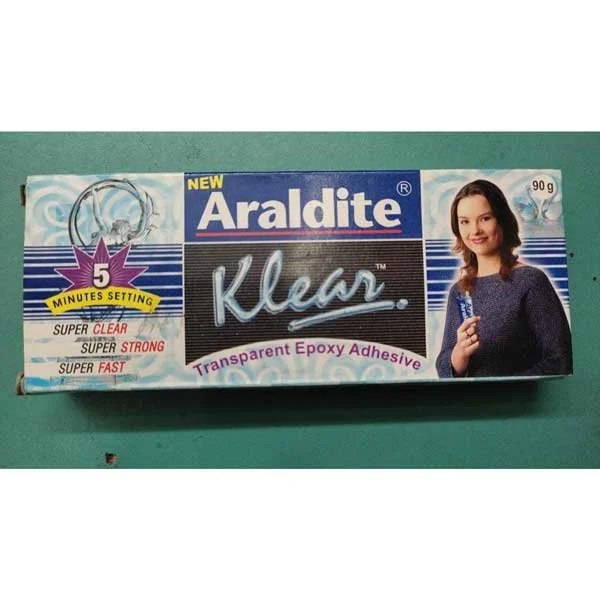 NEW
Araldite®
Klear™
Transparent Epoxy Adhesive
90 g
5
MINUTES SETTING
SUPER CLEAR
SUPER STRONG
SUPER FAST